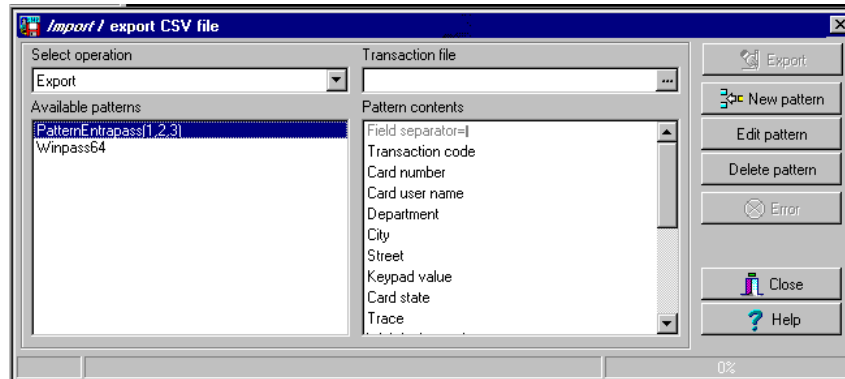 Import / export CSV file
Select operation
Export
Available patterns
PatternEntrapass(1,2,3)
Winpass64
Transaction file
...
Pattern contents
Field separator=|
Transaction code
Card number
Card user name
Department
City
Street
Keypad value
Card state
Trace
Export
New pattern
Edit pattern
Delete pattern
Error
Close
Help
0%